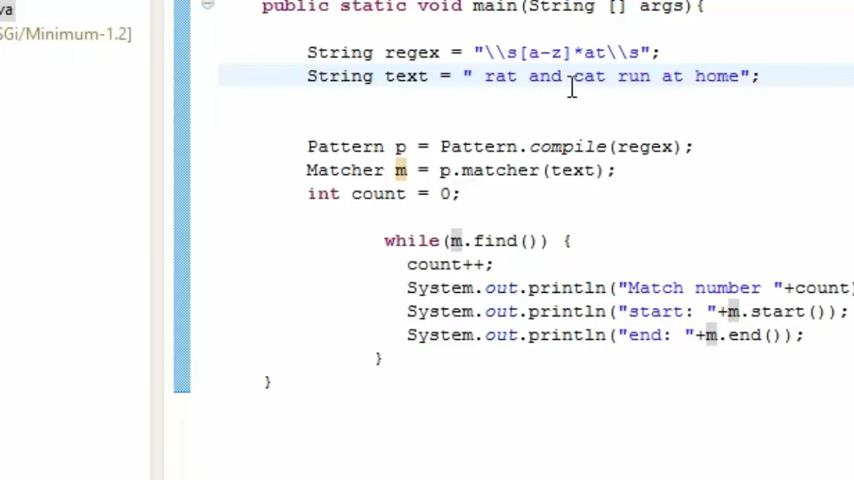 public static void main(String [] args){
va
SGi/Minimum-1.2]
String regex = "\\s[a-z]*at\\s";
String text = " rat and cat run at home";
Pattern p = Pattern.compile(regex);
Matcher m = p.matcher(text);
int count = 0;
while(m.find()) {
count++;
System.out.println("Match number "+count)
System.out.println("start: "+m.start());
System.out.println("end: "+m.end());
}
}